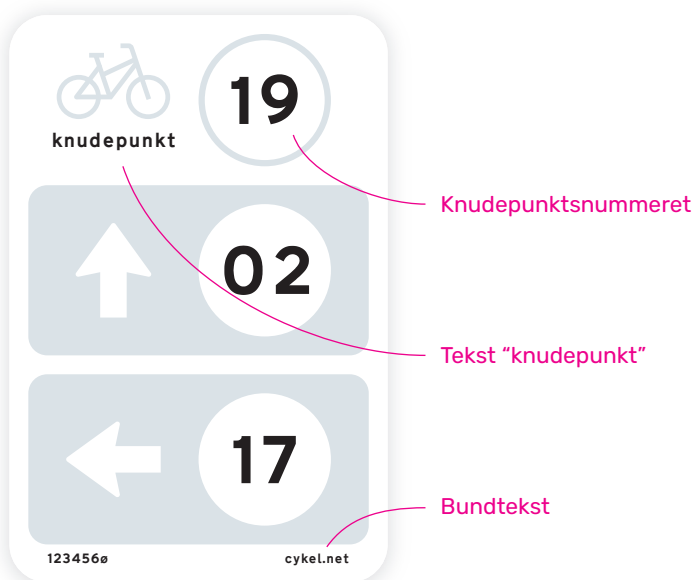 19
knudepunkt
Knudepunktsnummeret
02
Tekst “knudepunkt”
17
Bundtekst
123456ø
cykel.net